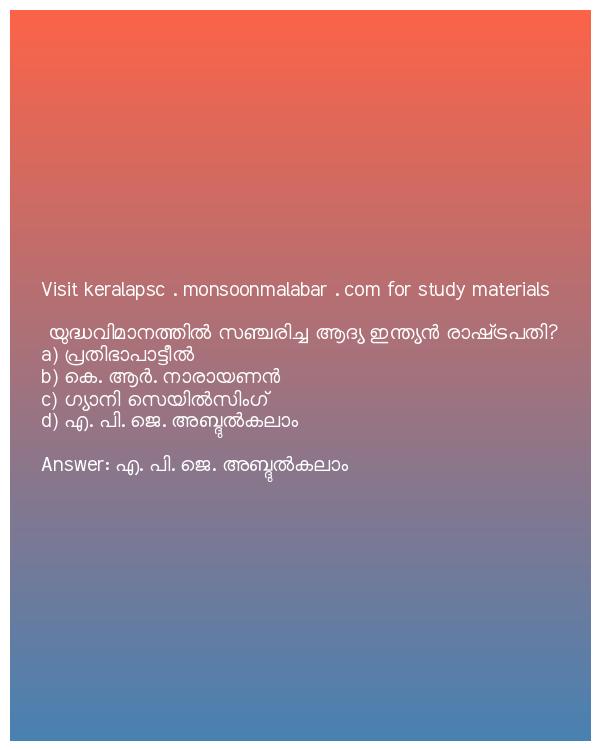 Visit keralapsc . monsoonmalabar . com for study materials
യുദ്ധവിമാനത്തിൽ സഞ്ചരിച്ച ആദ്യ ഇന്ത്യൻ രാഷ്ട്രപതി?
a) പ്രതിഭാപാട്ടീൽ
b) കെ. ആർ. നാരായണൻ
c) ഗ്യാനി സെയിൽസിംഗ്
d) എ. പി. ജെ. അബ്ദുൽകലാം
Answer: എ. പി. ജെ. അബ്ദുൽകലാം